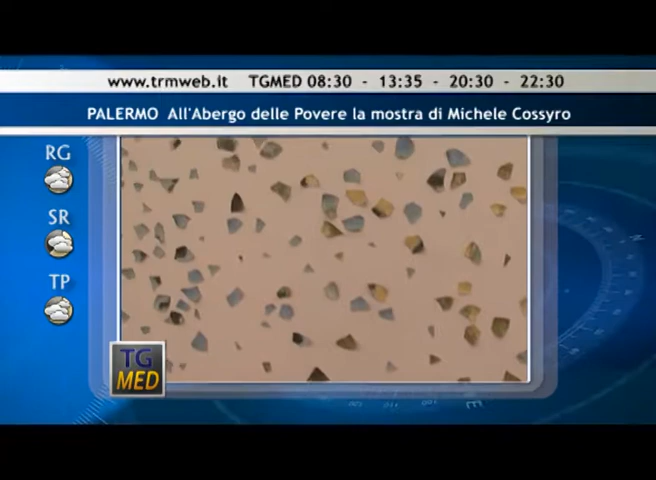 www.trmweb.it TGMED 08:30 - 13:35 - 20:30 - 22:30
PALERMO All'Abergo delle Povere la mostra di Michele Cossyro
RG
SR
TP
TG
MED
E